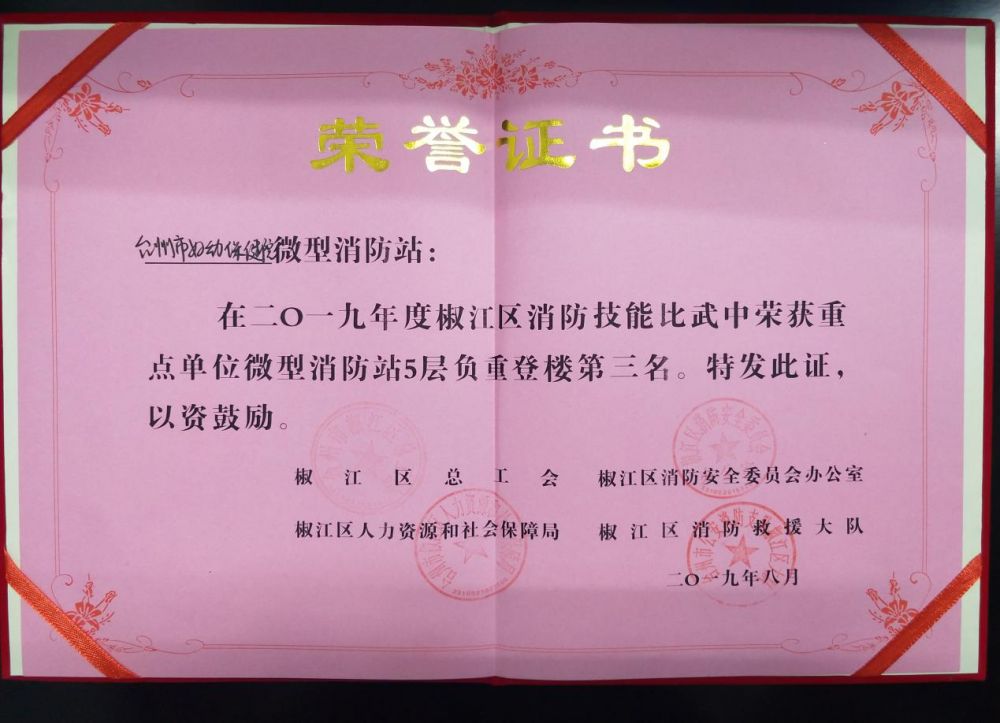 荣誉证书
台州市妇幼保健院微型消防站：
在二〇一九年度椒江区消防技能比武中荣获重
点单位微型消防站5层负重登楼第三名。特发此证，
以资鼓励。
椒江区总工会 椒江区消防安全委员会办公室
椒江区人力资源和社会保障局 椒江区消防救援大队
二〇一九年八月